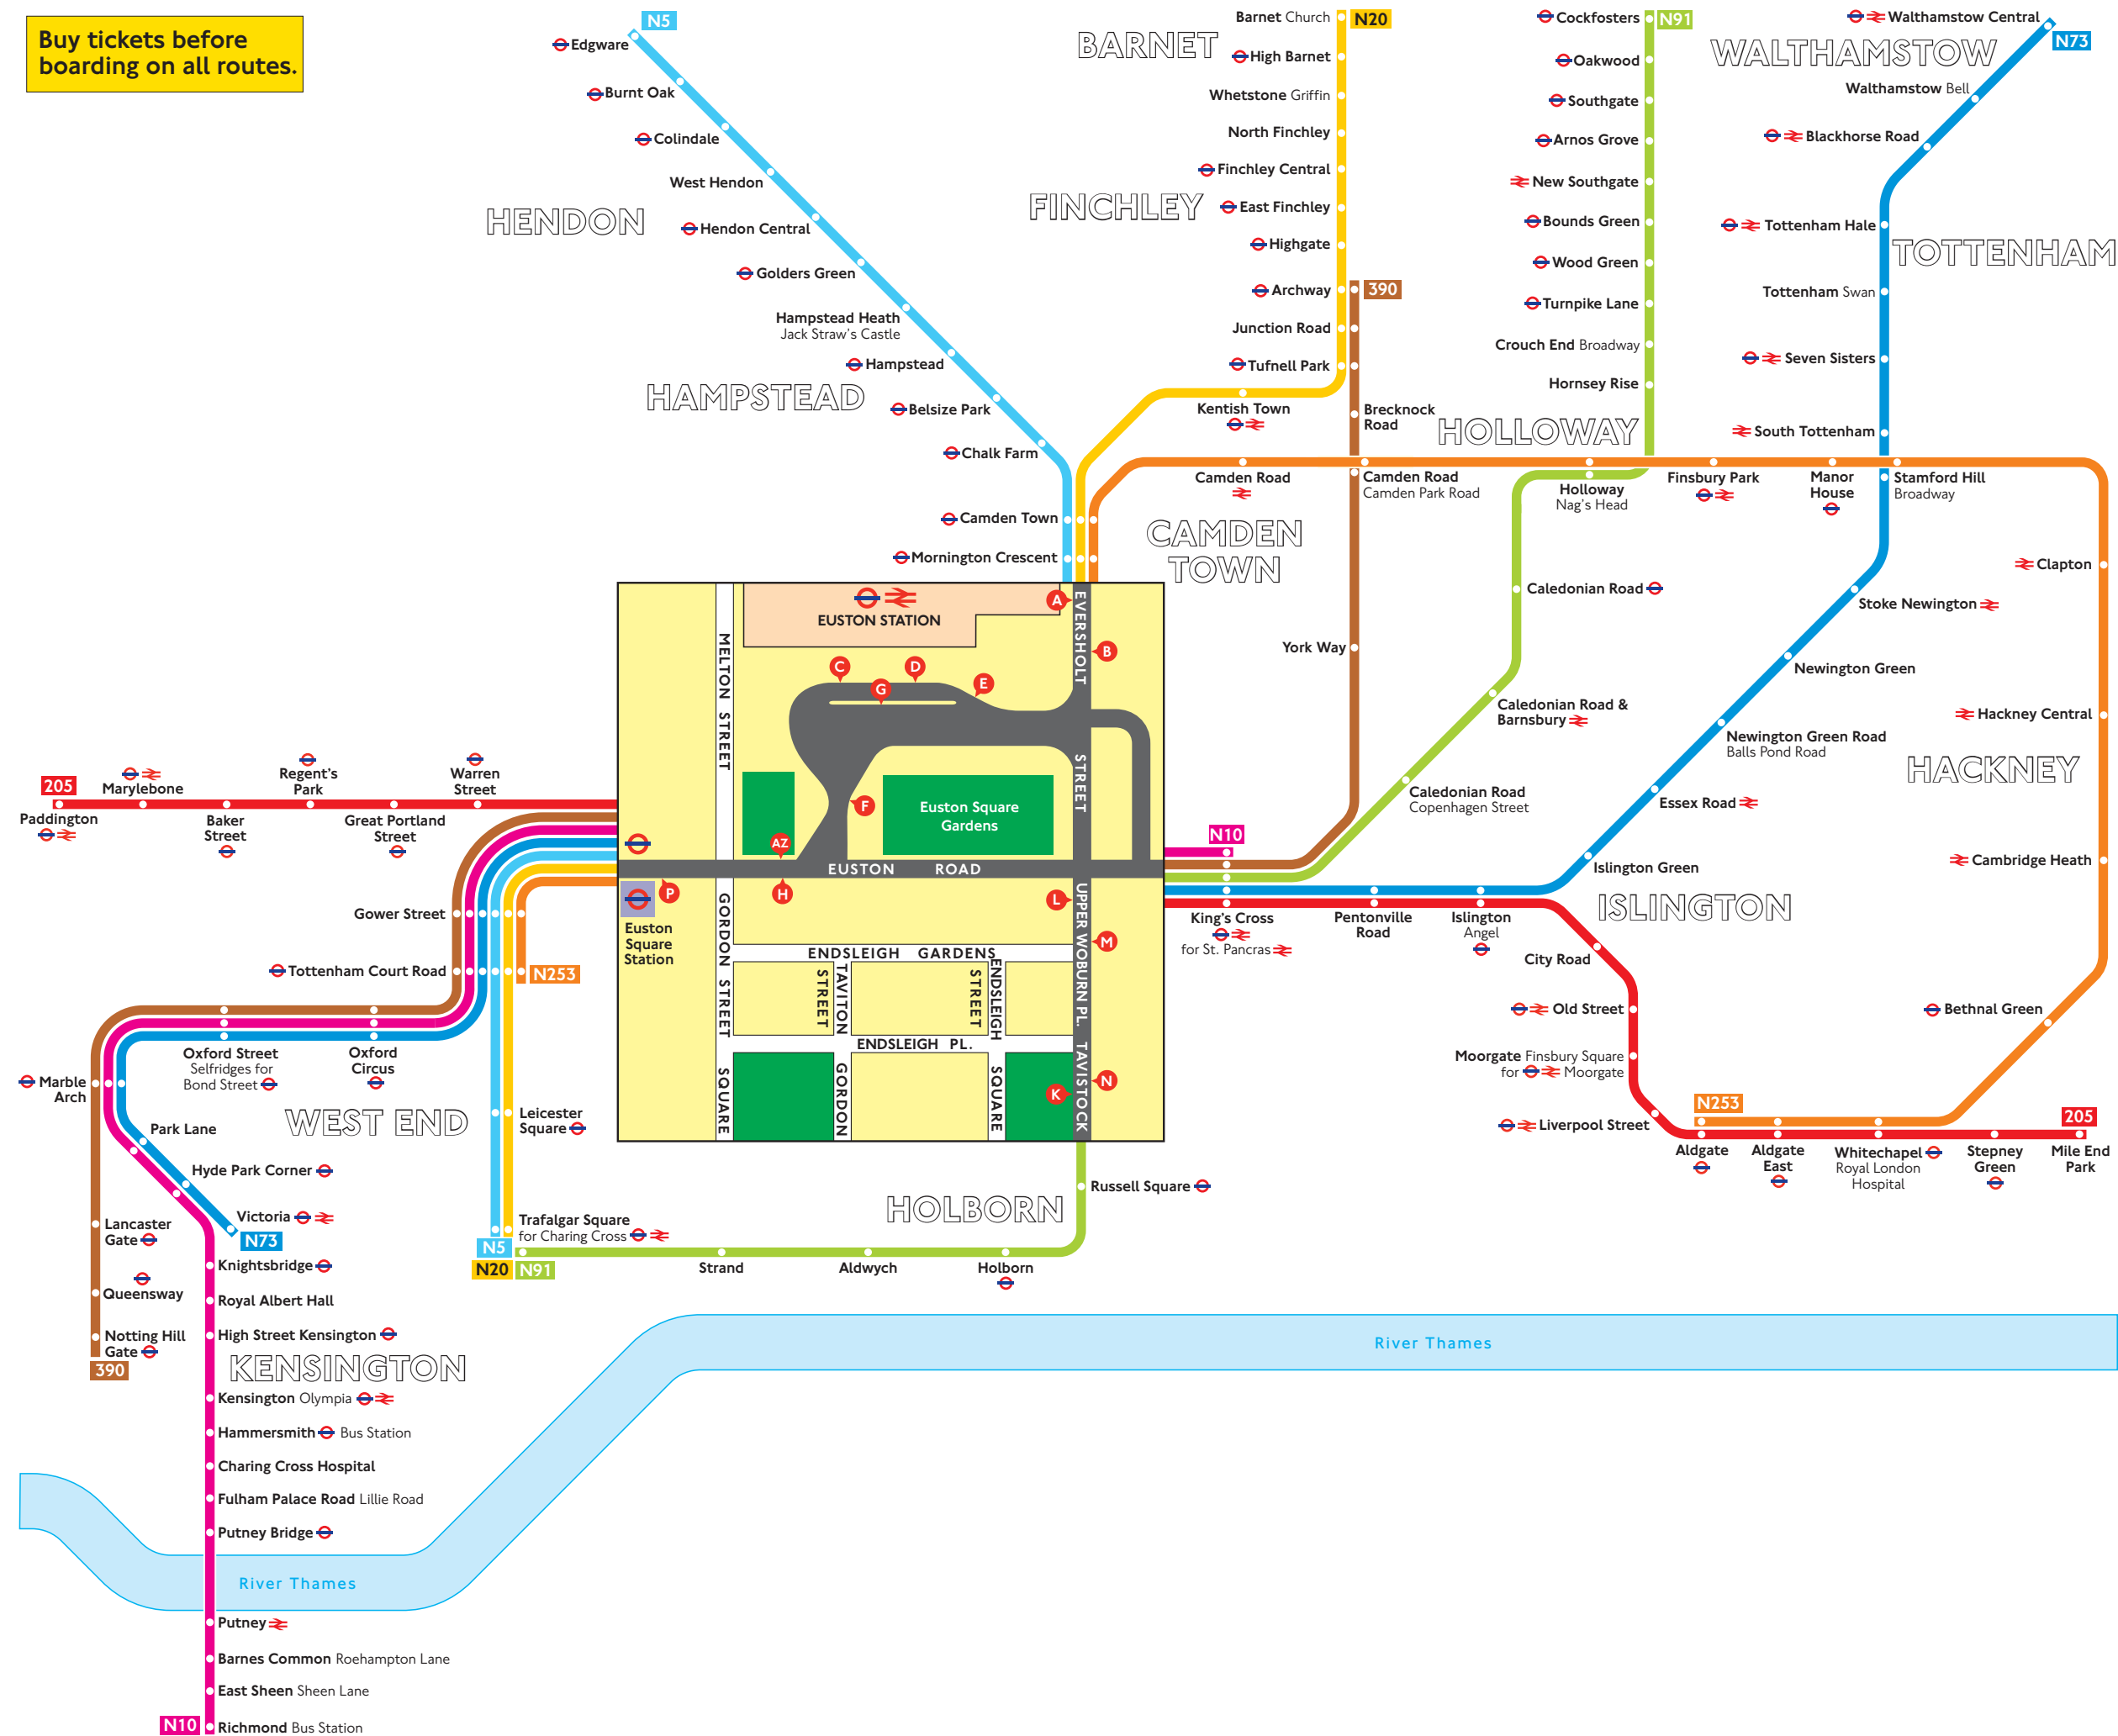 Buy tickets before
boarding on all routes.
N5
Edgware
Burnt Oak
Colindale
West Hendon
HENDON
Hendon Central
Golders Green
Hampstead Heath
Jack Straw's Castle
Hampstead
HAMPSTEAD
Belsize Park
Chalk Farm
Camden Town
Mornington Crescent
Barnet Church
N20
BARNET
High Barnet
Whetstone Griffin
North Finchley
Finchley Central
FINCHLEY
East Finchley
Highgate
Archway
390
Junction Road
Tufnell Park
Kentish Town
Brecknock
Road
Camden Road
Camden Road
Camden Park Road
CAMDEN
TOWN
York Way
Cockfosters
N91
Oakwood
Southgate
Arnos Grove
New Southgate
Bounds Green
Wood Green
Turnpike Lane
Crouch End Broadway
Hornsey Rise
HOLLOWAY
Holloway
Nag's Head
Caledonian Road
Caledonian Road &
Barnsbury
Caledonian Road
Copenhagen Street
Walthamstow Central
WALTHAMSTOW
N73
Walthamstow Bell
Blackhorse Road
Tottenham Hale
TOTTENHAM
Tottenham Swan
Seven Sisters
South Tottenham
Finsbury Park
Manor
House
Stamford Hill
Broadway
Clapton
Stoke Newington
Newington Green
Hackney Central
Newington Green Road
Balls Pond Road
HACKNEY
Essex Road
Cambridge Heath
Islington Green
ISLINGTON
N10
King's Cross
for St. Pancras
Pentonville
Road
Islington
Angel
City Road
Old Street
Bethnal Green
Moorgate Finsbury Square
for Moorgate
Liverpool Street
N253
205
Aldgate
Aldgate
East
Whitechapel
Royal London
Hospital
Stepney
Green
Mile End
Park
EUSTON STATION
A
B
C
D
E
G
F
AZ
H
P
L
M
N
K
EVERSHOLT
STREET
MELTON STREET
Euston Square
Gardens
EUSTON ROAD
Euston
Square
Station
GORDON STREET
UPPER WOBURN PL.
TAVISTOCK
ENDSLEIGH GARDENS
TAVITON
STREET
ENDSLEIGH
STREET
ENDSLEIGH PL.
SQUARE
GORDON
SQUARE
205
Paddington
Marylebone
Baker
Street
Regent's
Park
Great Portland
Street
Warren
Street
Gower Street
Tottenham Court Road
N253
Oxford Street
Selfridges for
Bond Street
Oxford
Circus
Marble
Arch
WEST END
Leicester
Square
Park Lane
Hyde Park Corner
Victoria
N73
Lancaster
Gate
Queensway
Notting Hill
Gate
390
Trafalgar Square
for Charing Cross
N5
N20
N91
Strand
Aldwych
Holborn
HOLBORN
Russell Square
Knightsbridge
Royal Albert Hall
High Street Kensington
KENSINGTON
Kensington Olympia
Hammersmith Bus Station
Charing Cross Hospital
Fulham Palace Road Lillie Road
Putney Bridge
River Thames
River Thames
Putney
Barnes Common Roehampton Lane
East Sheen Sheen Lane
N10
Richmond Bus Station